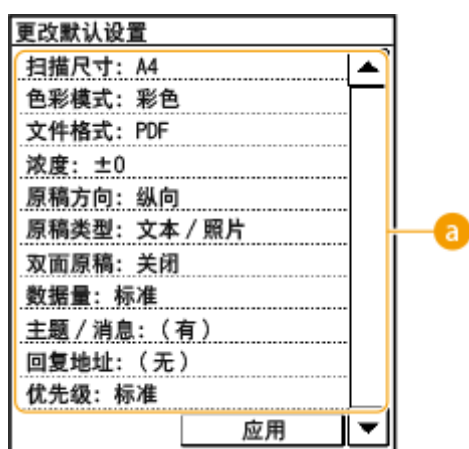 更改默认设置
扫描尺寸: A4
色彩模式: 彩色
文件格式: PDF
浓度: ±0
原稿方向: 纵向
原稿类型: 文本 / 照片
双面原稿: 关闭
数据量: 标准
主题 / 消息: (有)
回复地址: (无)
优先级: 标准
应用
a